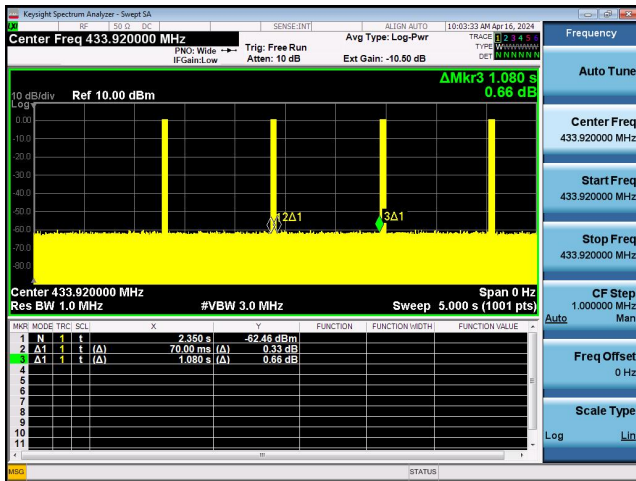 Keysight Spectrum Analyzer - Swept SA
RF 50 Ω DC SENSE:INT ALIGN AUTO 10:03:33 AM Apr 16, 2024
Center Freq 433.920000 MHz
PNO: Wide
IFGain:Low
Trig: Free Run
Atten: 10 dB
Avg Type: Log-Pwr
Ext Gain: -10.50 dB
TRACE 1 2 3 4 5 6
TYPE WWWWWW
DET N N N N N N
ΔMkr3 1.080 s
0.66 dB
10 dB/div Ref 10.00 dBm
Log
0.00
-10.0
-20.0
-30.0
-40.0
-50.0
-60.0
-70.0
-80.0
2Δ1
3Δ1
Center 433.920000 MHz Span 0 Hz
Res BW 1.0 MHz #VBW 3.0 MHz Sweep 5.000 s (1001 pts)
MKR MODE TRC SCL X Y FUNCTION FUNCTION WIDTH FUNCTION VALUE
1 N 1 t 2.350 s -62.46 dBm
2 Δ1 1 t (Δ) 70.00 ms (Δ) 0.33 dB
3 Δ1 1 t (Δ) 1.080 s (Δ) 0.66 dB
4
5
6
7
8
9
10
11
MSG STATUS
Frequency
Auto Tune
Center Freq
433.920000 MHz
Start Freq
433.920000 MHz
Stop Freq
433.920000 MHz
CF Step
1.000000 MHz
Auto Man
Freq Offset
0 Hz
Scale Type
Log Lin